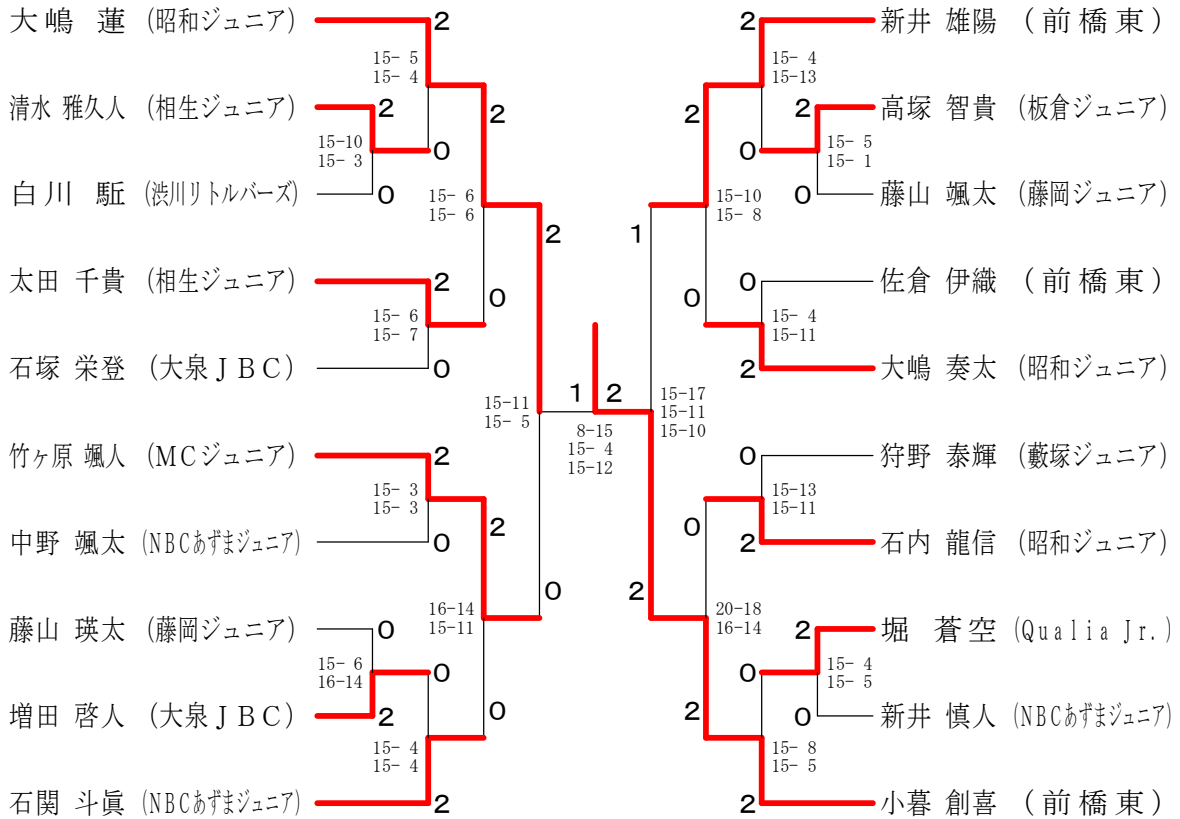 大嶋 蓮 (昭和ジュニア) 2
15- 5
15- 4
清水 雅久人 (相生ジュニア) 2
0
15-10
15- 3
白川 駈 (渋川リトルバーズ) 0
2
15- 6
15- 6
太田 千貴 (相生ジュニア) 2
0
15- 6
15- 7
石塚 栄登 (大泉ＪＢＣ) 0
2
15-11
15- 5
竹ヶ原 颯人 (MCジュニア) 2
15- 3
15- 3
中野 颯太 (NBCあずまジュニア) 0
2
0
16-14
15-11
藤山 瑛太 (藤岡ジュニア) 0
15- 6
16-14
0
増田 啓人 (大泉ＪＢＣ) 2
0
15- 4
15- 4
石関 斗眞 (NBCあずまジュニア) 2
1 2
8-15
15- 4
15-12
2 新井 雄陽 (前橋東)
15- 4
15-13
2 高塚 智貴 (板倉ジュニア)
2
0
15- 5
15- 1
0 藤山 颯太 (藤岡ジュニア)
15-10
15- 8
1
0 佐倉 伊織 (前橋東)
0
15- 4
15-11
2 大嶋 奏太 (昭和ジュニア)
15-17
15-11
15-10
0 狩野 泰輝 (藪塚ジュニア)
15-13
15-11
0
2 石内 龍信 (昭和ジュニア)
2
20-18
16-14
2 堀 蒼空 (Qualia Jr.)
0
15- 4
15- 5
2
0 新井 慎人 (NBCあずまジュニア)
15- 8
15- 5
2 小暮 創喜 (前橋東)